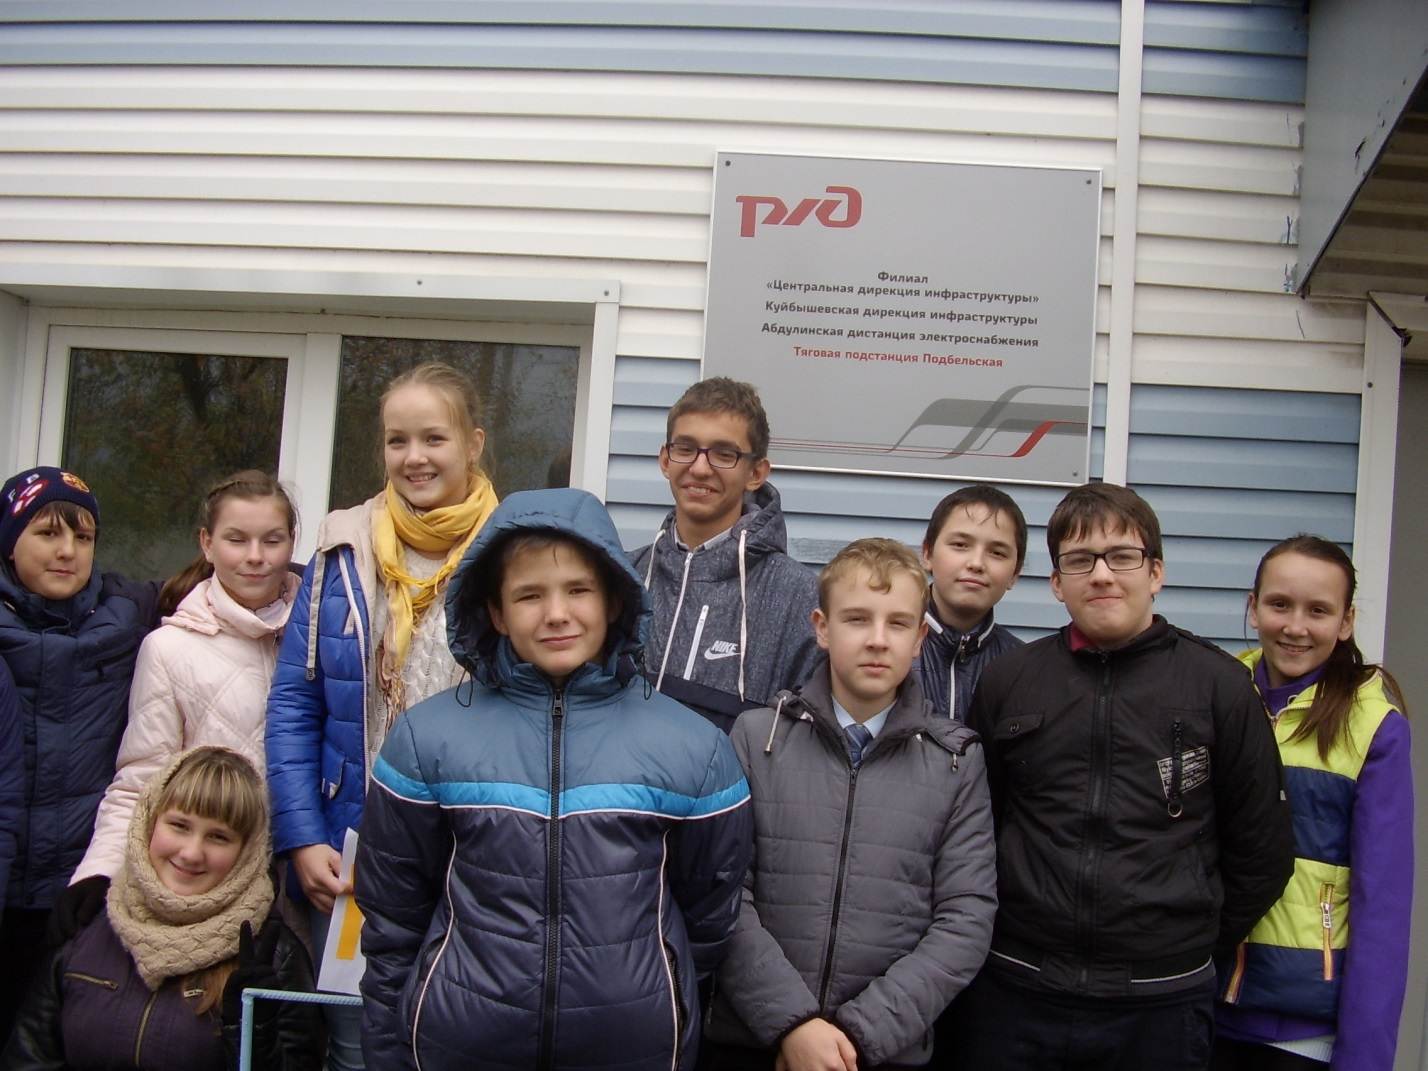 РЖД
Филиал
«Центральная дирекция инфраструктуры»
Куйбышевская дирекция инфраструктуры
Абдулинская дистанция электроснабжения
Тяговая подстанция Подбельская
NIKE